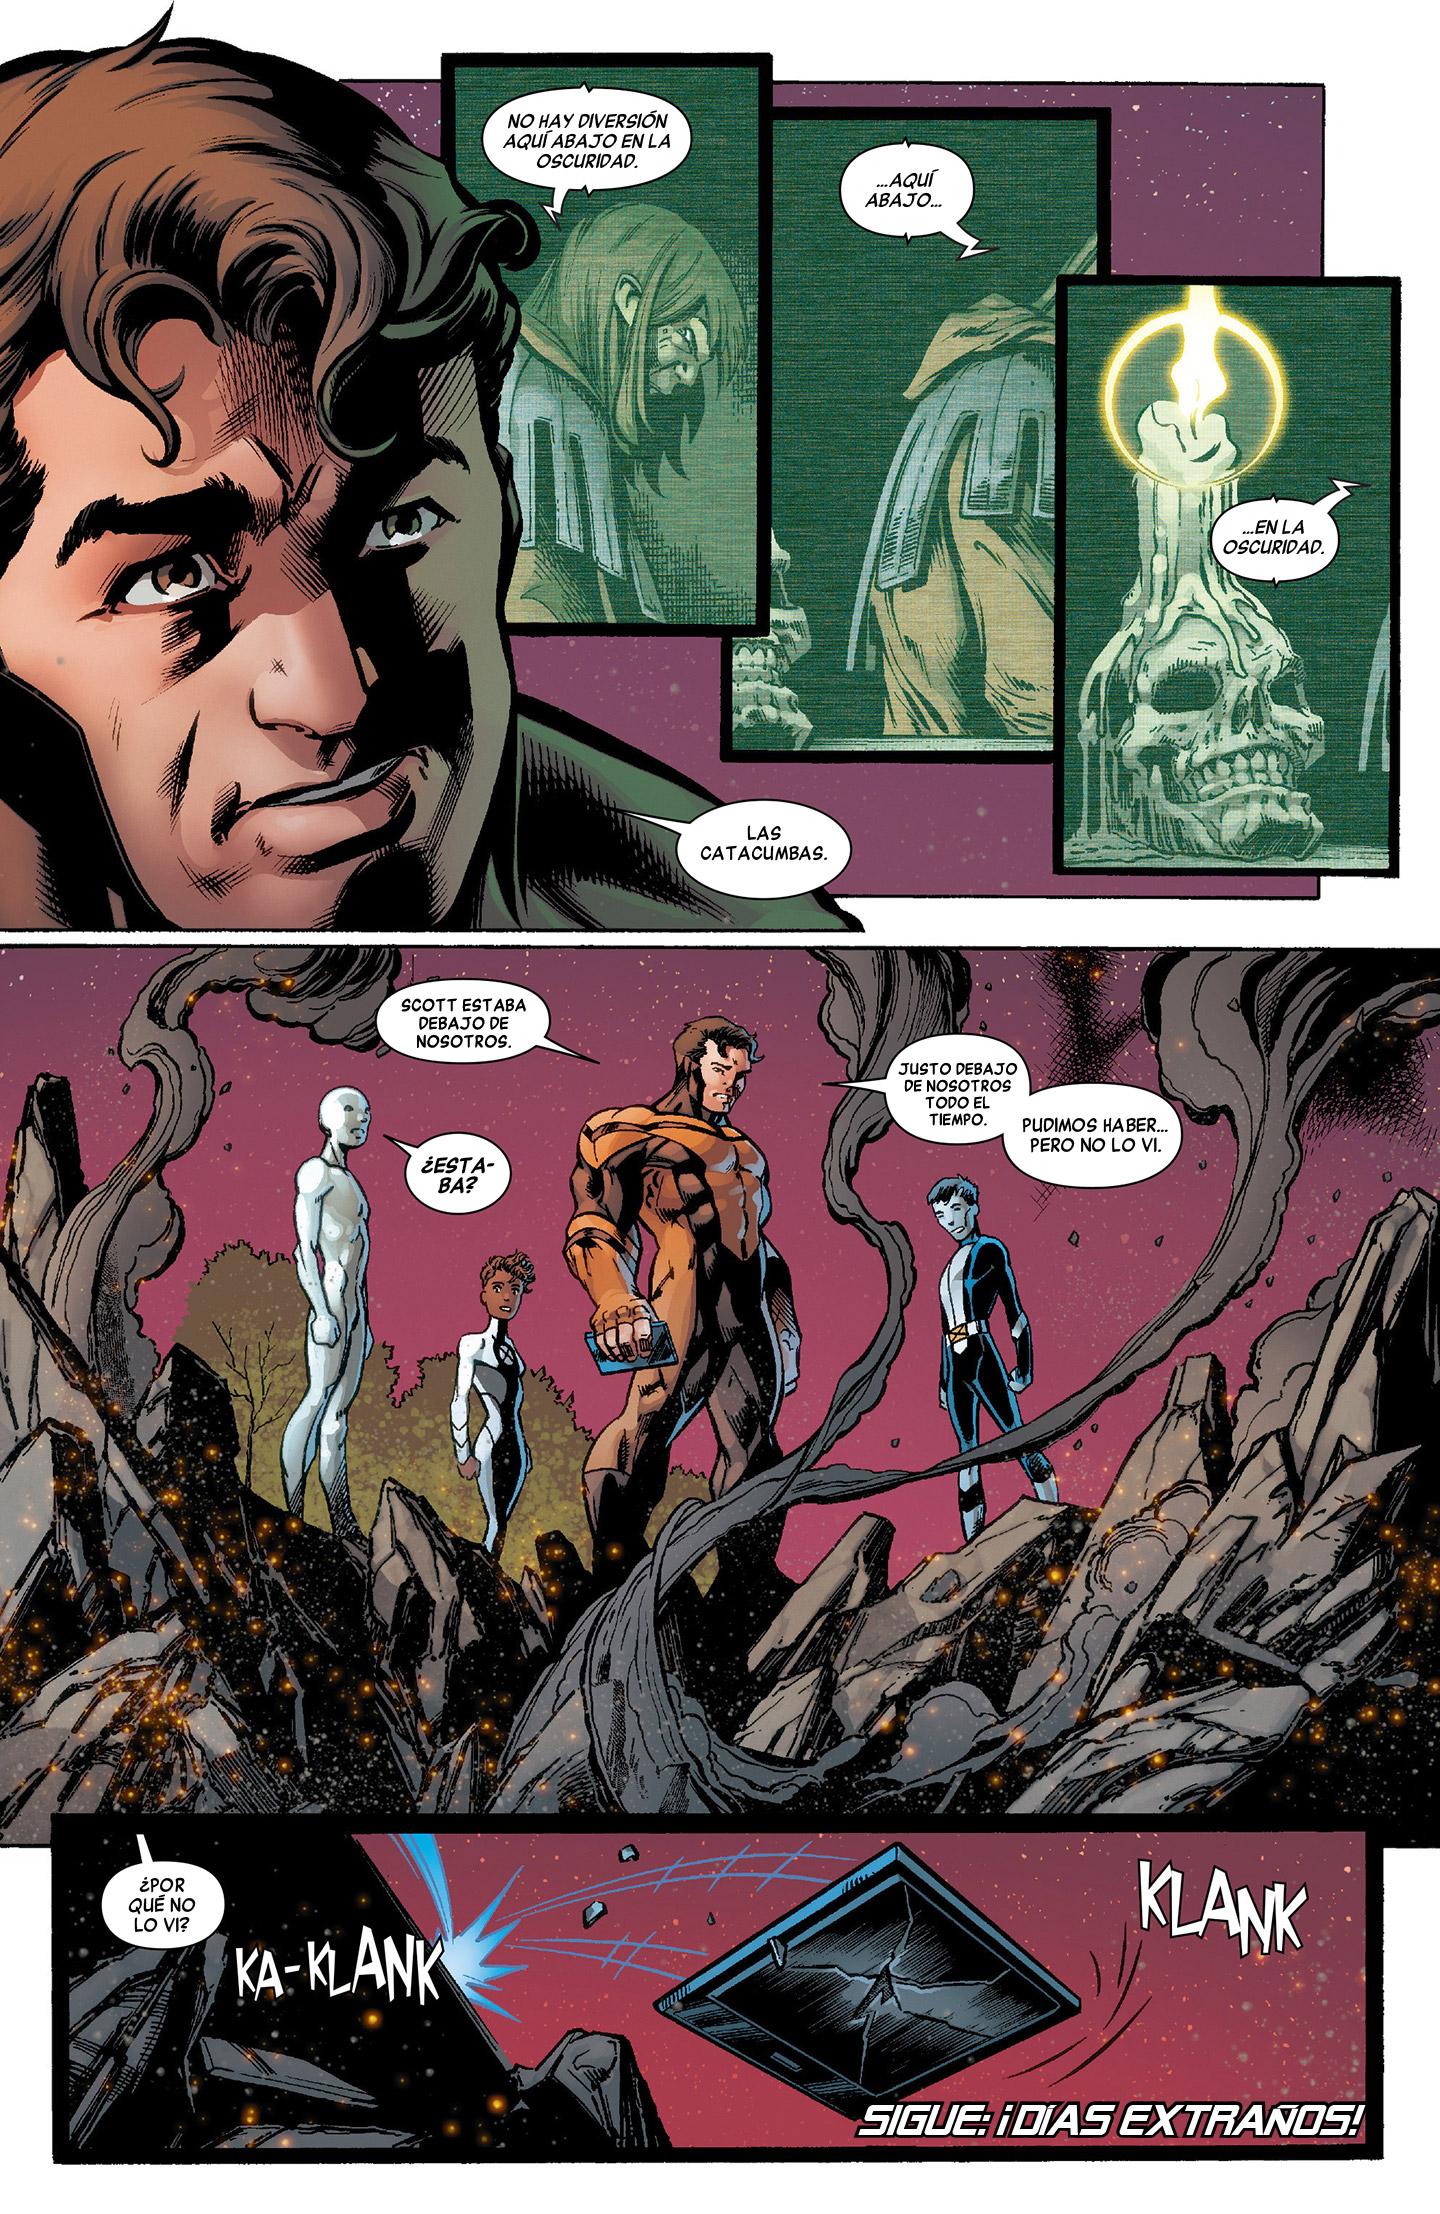 NO HAY DIVERSIÓN
AQUÍ ABAJO EN LA
OSCURIDAD.
...AQUÍ
ABAJO...
...EN LA
OSCURIDAD.
LAS
CATACUMBAS.
SCOTT ESTABA
DEBAJO DE
NOSOTROS.
¿ESTA-
BA?
JUSTO DEBAJO
DE NOSOTROS
TODO EL
TIEMPO.
PUDIMOS HABER...
PERO NO LO VI.
¿POR
QUÉ NO
LO VI?
KA-KLANK
KLANK
SIGUE: ¡DÍAS EXTRAÑOS!